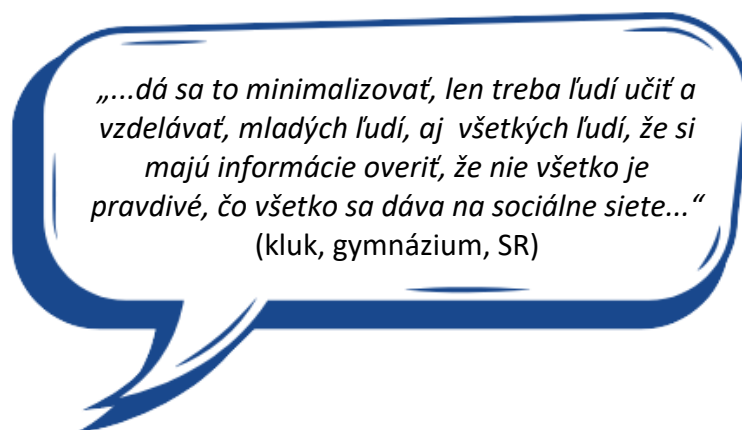 „...dá sa to minimalizovať, len treba ľudí učiť a
vzdelávať, mladých ľudí, aj  všetkých ľudí, že si
majú informácie overiť, že nie všetko je
pravdivé, čo všetko sa dáva na sociálne siete...“
(kluk, gymnázium, SR)